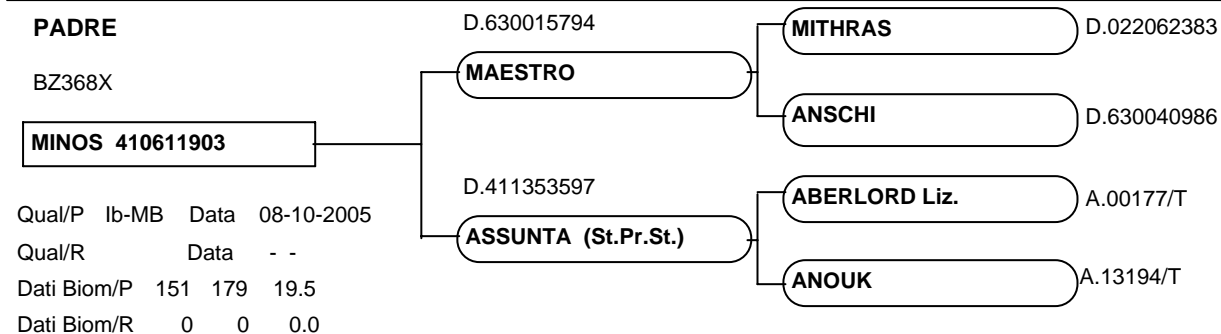 PADRE
BZ368X
MINOS 410611903
Qual/P Ib-MB Data 08-10-2005
Qual/R Data - -
Dati Biom/P 151 179 19.5
Dati Biom/R 0 0 0.0
D.630015794
MAESTRO
D.411353597
ASSUNTA (St.Pr.St.)
MITHRAS D.022062383
ANSCHI D.630040986
ABERLORD Liz. A.00177/T
ANOUK A.13194/T